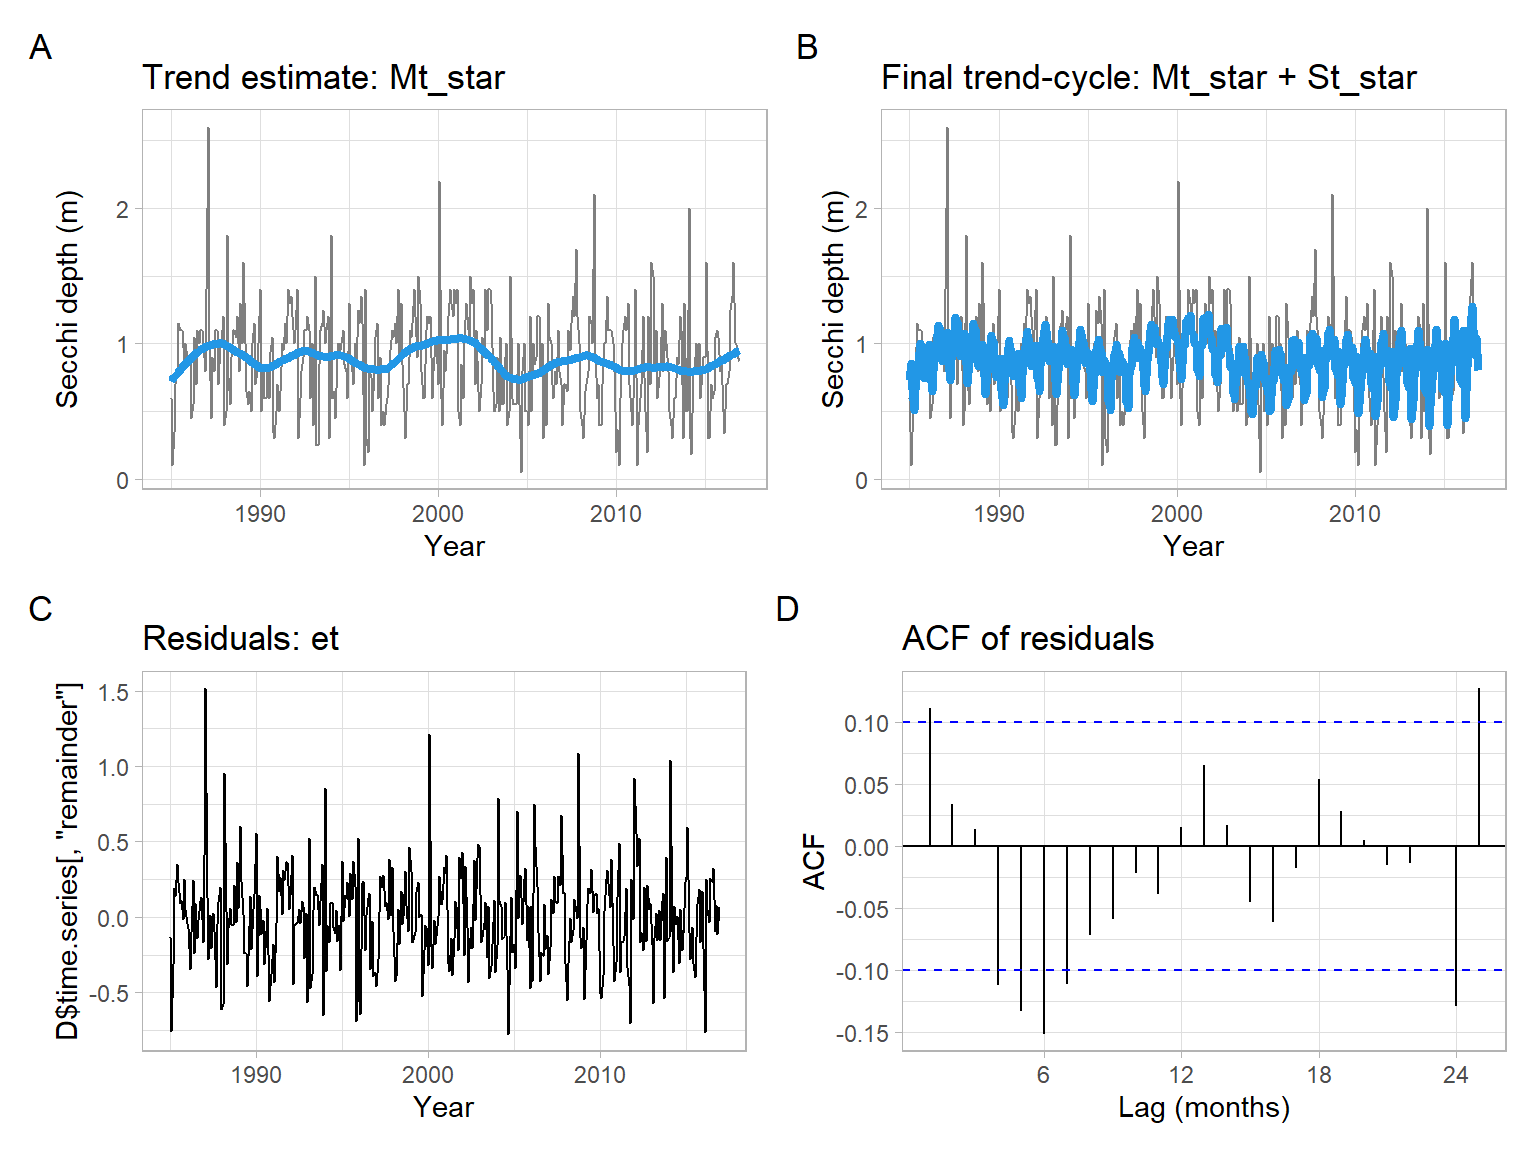 A
Trend estimate: Mt_star
Secchi depth (m)
2
1
0
1990
2000
2010
Year
B
Final trend-cycle: Mt_star + St_star
Secchi depth (m)
2
1
0
1990
2000
2010
Year
C
Residuals: et
D$time.series[, "remainder"]
1.5
1.0
0.5
0.0
-0.5
1990
2000
2010
Year
D
ACF of residuals
ACF
0.10
0.05
0.00
-0.05
-0.10
-0.15
6
12
18
24
Lag (months)